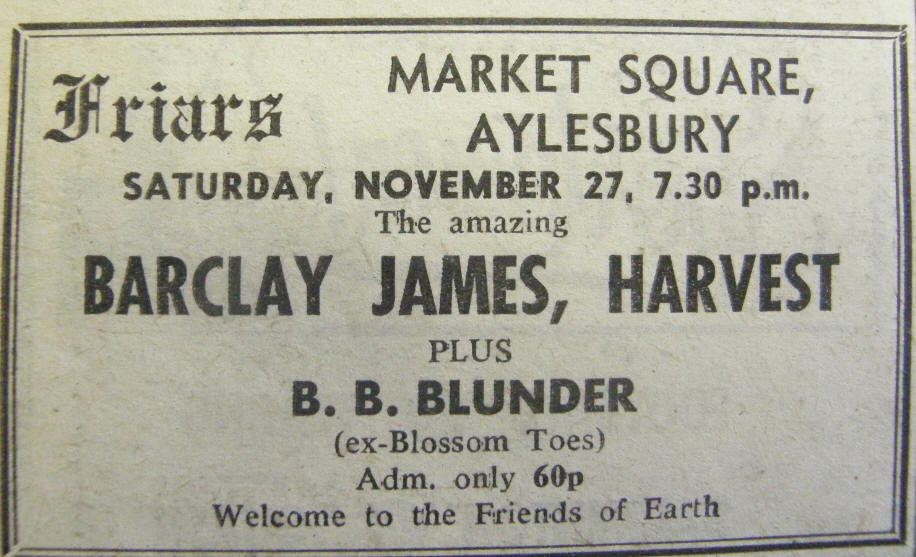 Friars
MARKET SQUARE,
AYLESBURY
SATURDAY, NOVEMBER 27, 7.30 p.m.
The amazing
BARCLAY JAMES, HARVEST
PLUS
B. B. BLUNDER
(ex-Blossom Toes)
Adm. only 60p
Welcome to the Friends of Earth